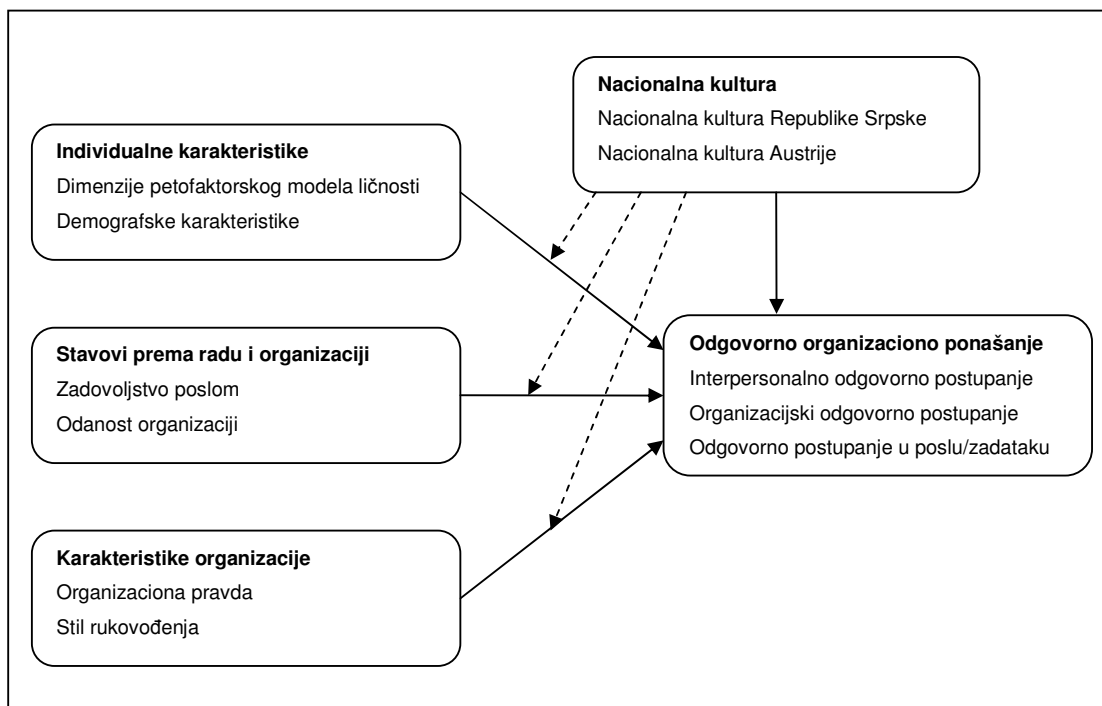 Nacionalna kultura
Nacionalna kultura Republike Srpske
Nacionalna kultura Austrije
Individualne karakteristike
Dimenzije petofaktorskog modela ličnosti
Demografske karakteristike
Stavovi prema radu i organizaciji
Zadovoljstvo poslom
Odanost organizaciji
Odgovorno organizaciono ponašanje
Interpersonalno odgovorno postupanje
Organizacijski odgovorno postupanje
Odgovorno postupanje u poslu/zadataku
Karakteristike organizacije
Organizaciona pravda
Stil rukovođenja